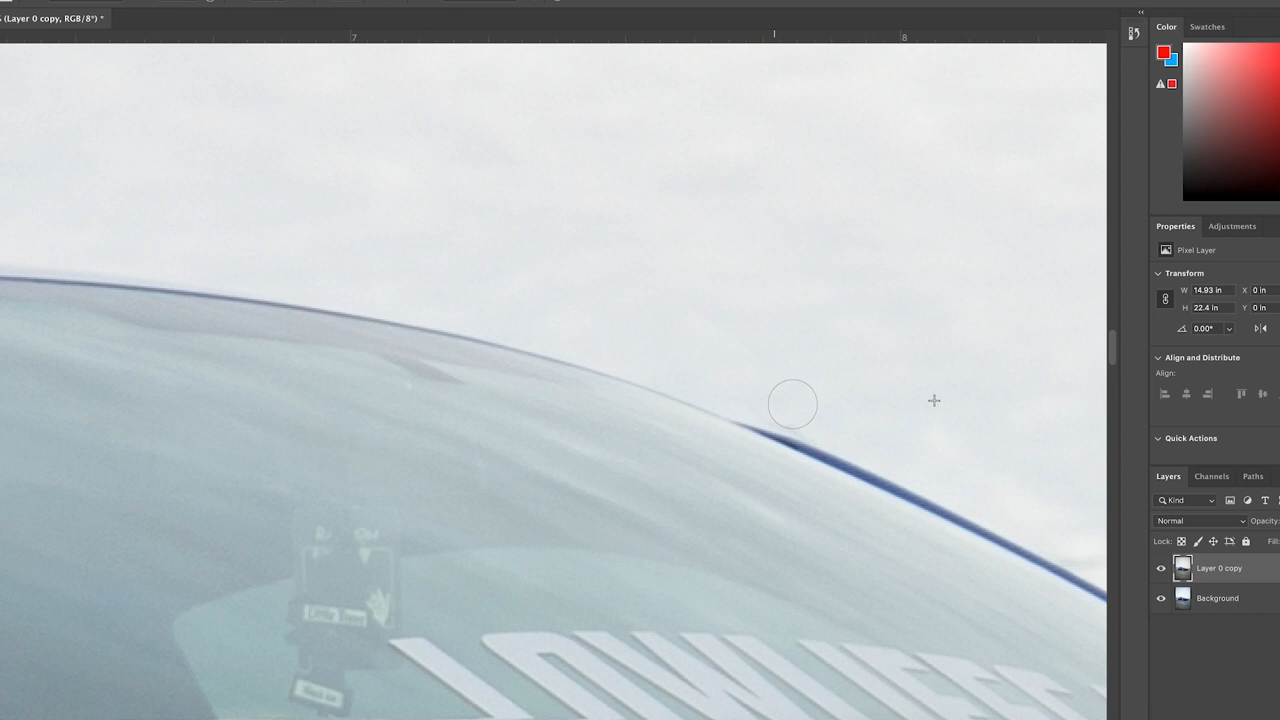 (Layer 0 copy, RGB/8*) *
7
8
Color
Swatches
Properties
Adjustments
Pixel Layer
Transform
W 14.93 in X 0 in
H 22.4 in Y 0 in
0.00°
Align and Distribute
Align:
Quick Actions
Layers
Channels
Paths
Kind
T
Normal
Opacity:
Lock:
Fill:
Layer 0 copy
Background
LOWLIFE